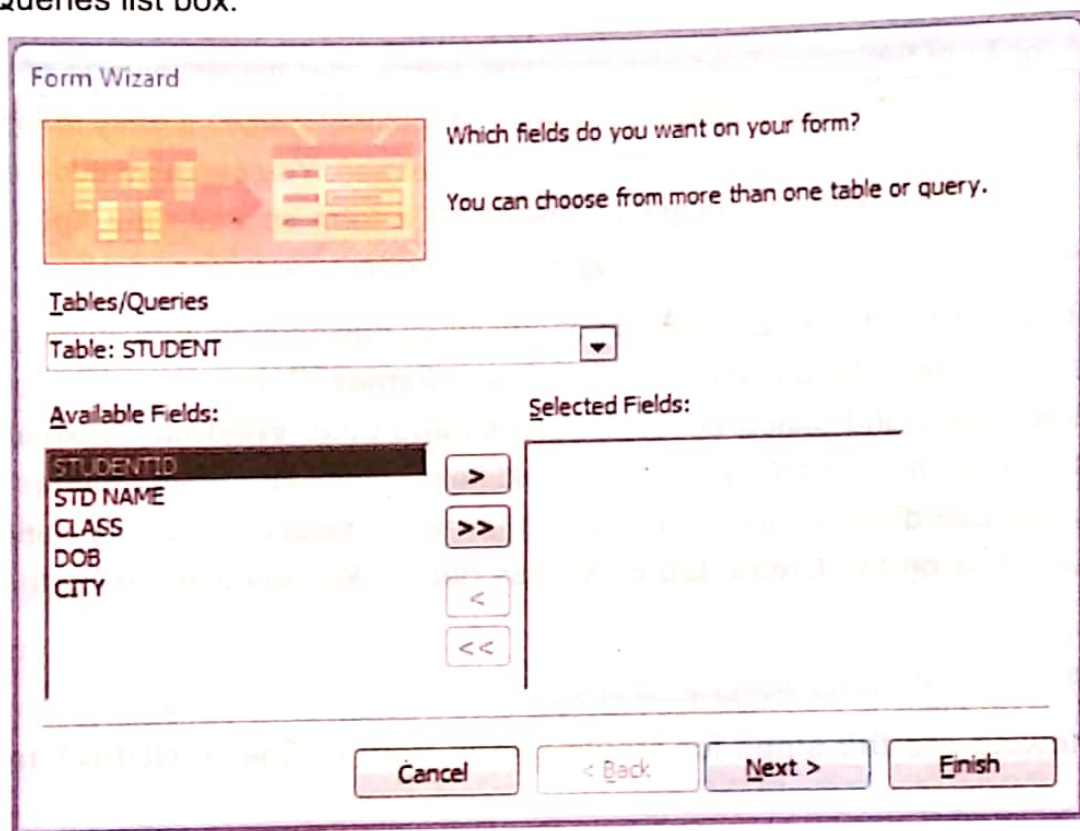 Queries list box.
Form Wizard
Which fields do you want on your form?
You can choose from more than one table or query.
Tables/Queries
Table: STUDENT
Available Fields:
Selected Fields:
STUDENTID
STD NAME
CLASS
DOB
CITY
>
>>
<
<<
Cancel
< Back
Next >
Finish